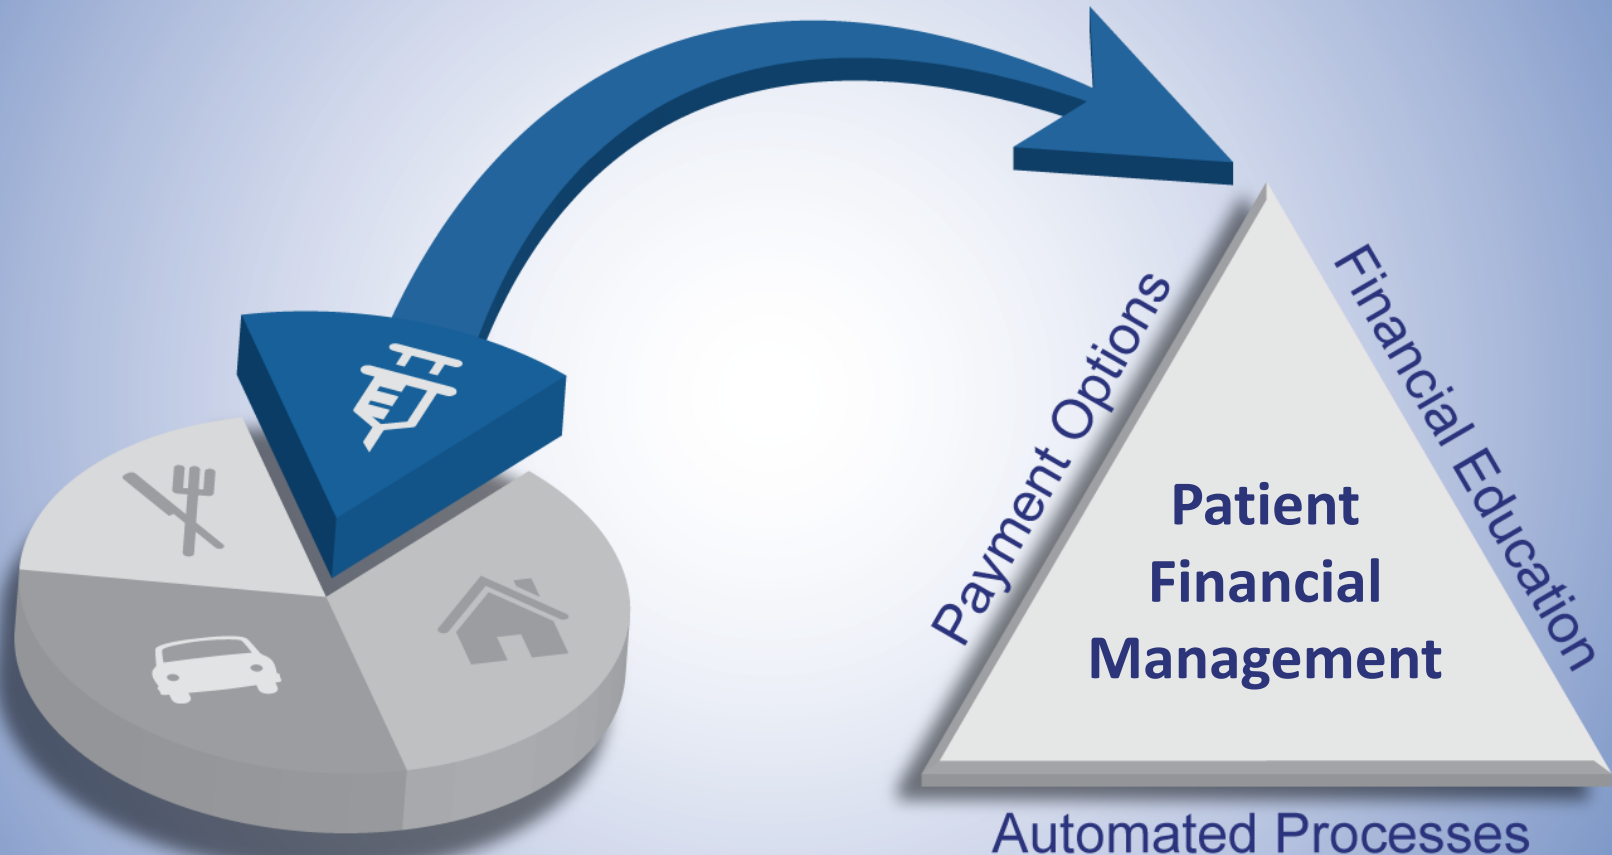 Payment Options
Financial Education
Patient
Financial
Management
Automated Processes